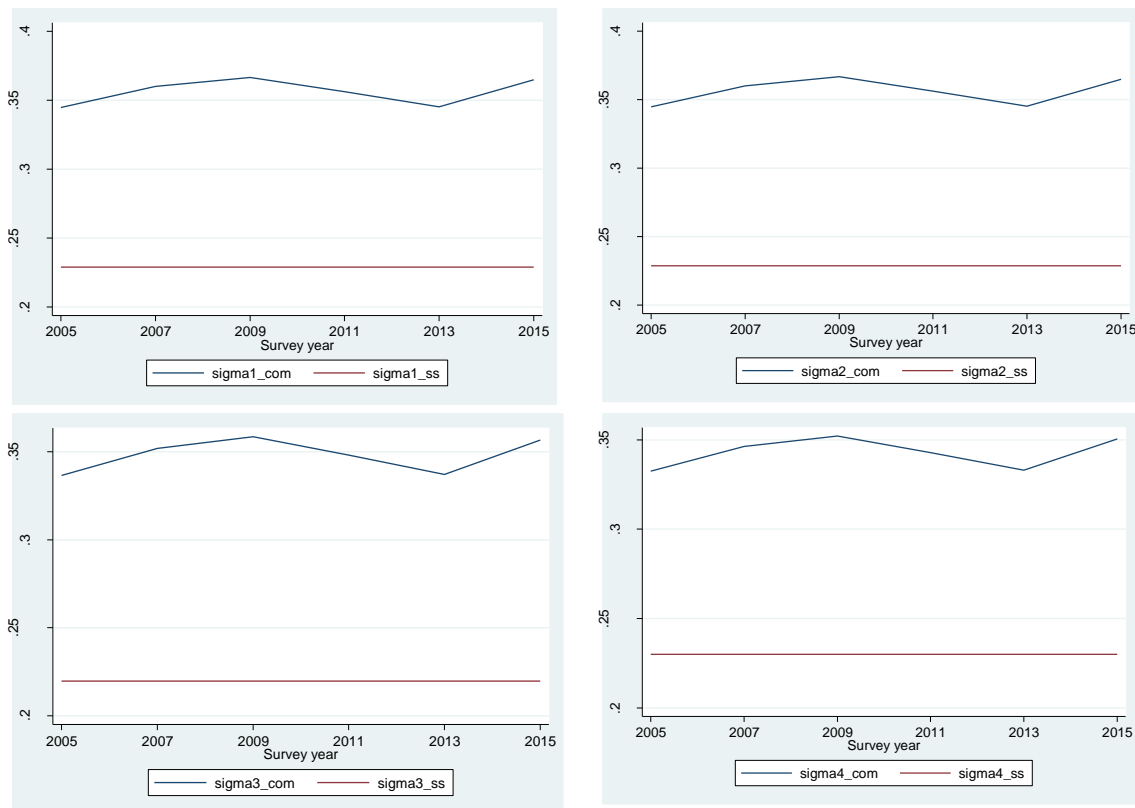 .4
.35
.3
.25
.2
2005 2007 2009 2011 2013 2015
Survey year
sigma1_com sigma1_ss
.4
.35
.3
.25
.2
2005 2007 2009 2011 2013 2015
Survey year
sigma2_com sigma2_ss
.35
.3
.25
.2
2005 2007 2009 2011 2013 2015
Survey year
sigma3_com sigma3_ss
.35
.3
.25
.2
2005 2007 2009 2011 2013 2015
Survey year
sigma4_com sigma4_ss